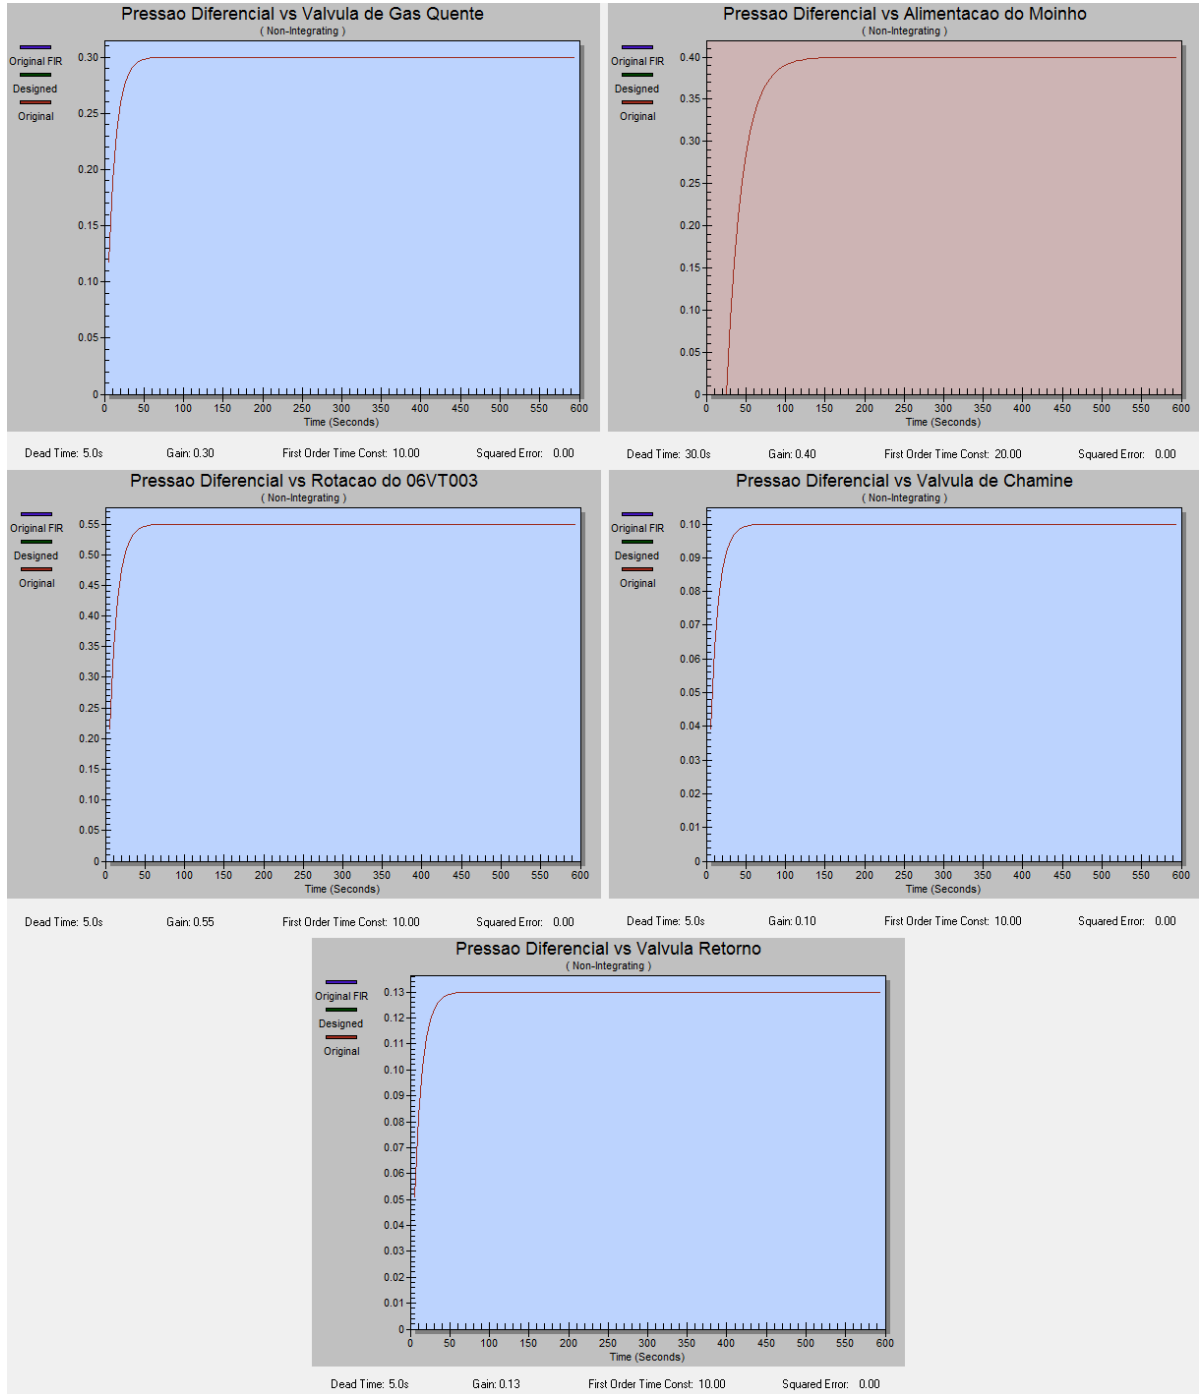 Pressao Diferencial vs Valvula de Gas Quente
( Non-Integrating )
Original FIR
Designed
Original
0.30
0.25
0.20
0.15
0.10
0.05
0
0 50 100 150 200 250 300 350 400 450 500 550 600
Time (Seconds)
Dead Time: 5.0s Gain: 0.30 First Order Time Const: 10.00 Squared Error: 0.00
Pressao Diferencial vs Alimentacao do Moinho
( Non-Integrating )
Original FIR
Designed
Original
0.40
0.35
0.30
0.25
0.20
0.15
0.10
0.05
0
0 50 100 150 200 250 300 350 400 450 500 550 600
Time (Seconds)
Dead Time: 30.0s Gain: 0.40 First Order Time Const: 20.00 Squared Error: 0.00
Pressao Diferencial vs Rotacao do 06VT003
( Non-Integrating )
Original FIR
Designed
Original
0.55
0.50
0.45
0.40
0.35
0.30
0.25
0.20
0.15
0.10
0.05
0
0 50 100 150 200 250 300 350 400 450 500 550 600
Time (Seconds)
Dead Time: 5.0s Gain: 0.55 First Order Time Const: 10.00 Squared Error: 0.00
Pressao Diferencial vs Valvula de Chamine
( Non-Integrating )
Original FIR
Designed
Original
0.10
0.09
0.08
0.07
0.06
0.05
0.04
0.03
0.02
0.01
0
0 50 100 150 200 250 300 350 400 450 500 550 600
Time (Seconds)
Dead Time: 5.0s Gain: 0.10 First Order Time Const: 10.00 Squared Error: 0.00
Pressao Diferencial vs Valvula Retorno
( Non-Integrating )
Original FIR
Designed
Original
0.13
0.12
0.11
0.10
0.09
0.08
0.07
0.06
0.05
0.04
0.03
0.02
0.01
0
0 50 100 150 200 250 300 350 400 450 500 550 600
Time (Seconds)
Dead Time: 5.0s Gain: 0.13 First Order Time Const: 10.00 Squared Error: 0.00